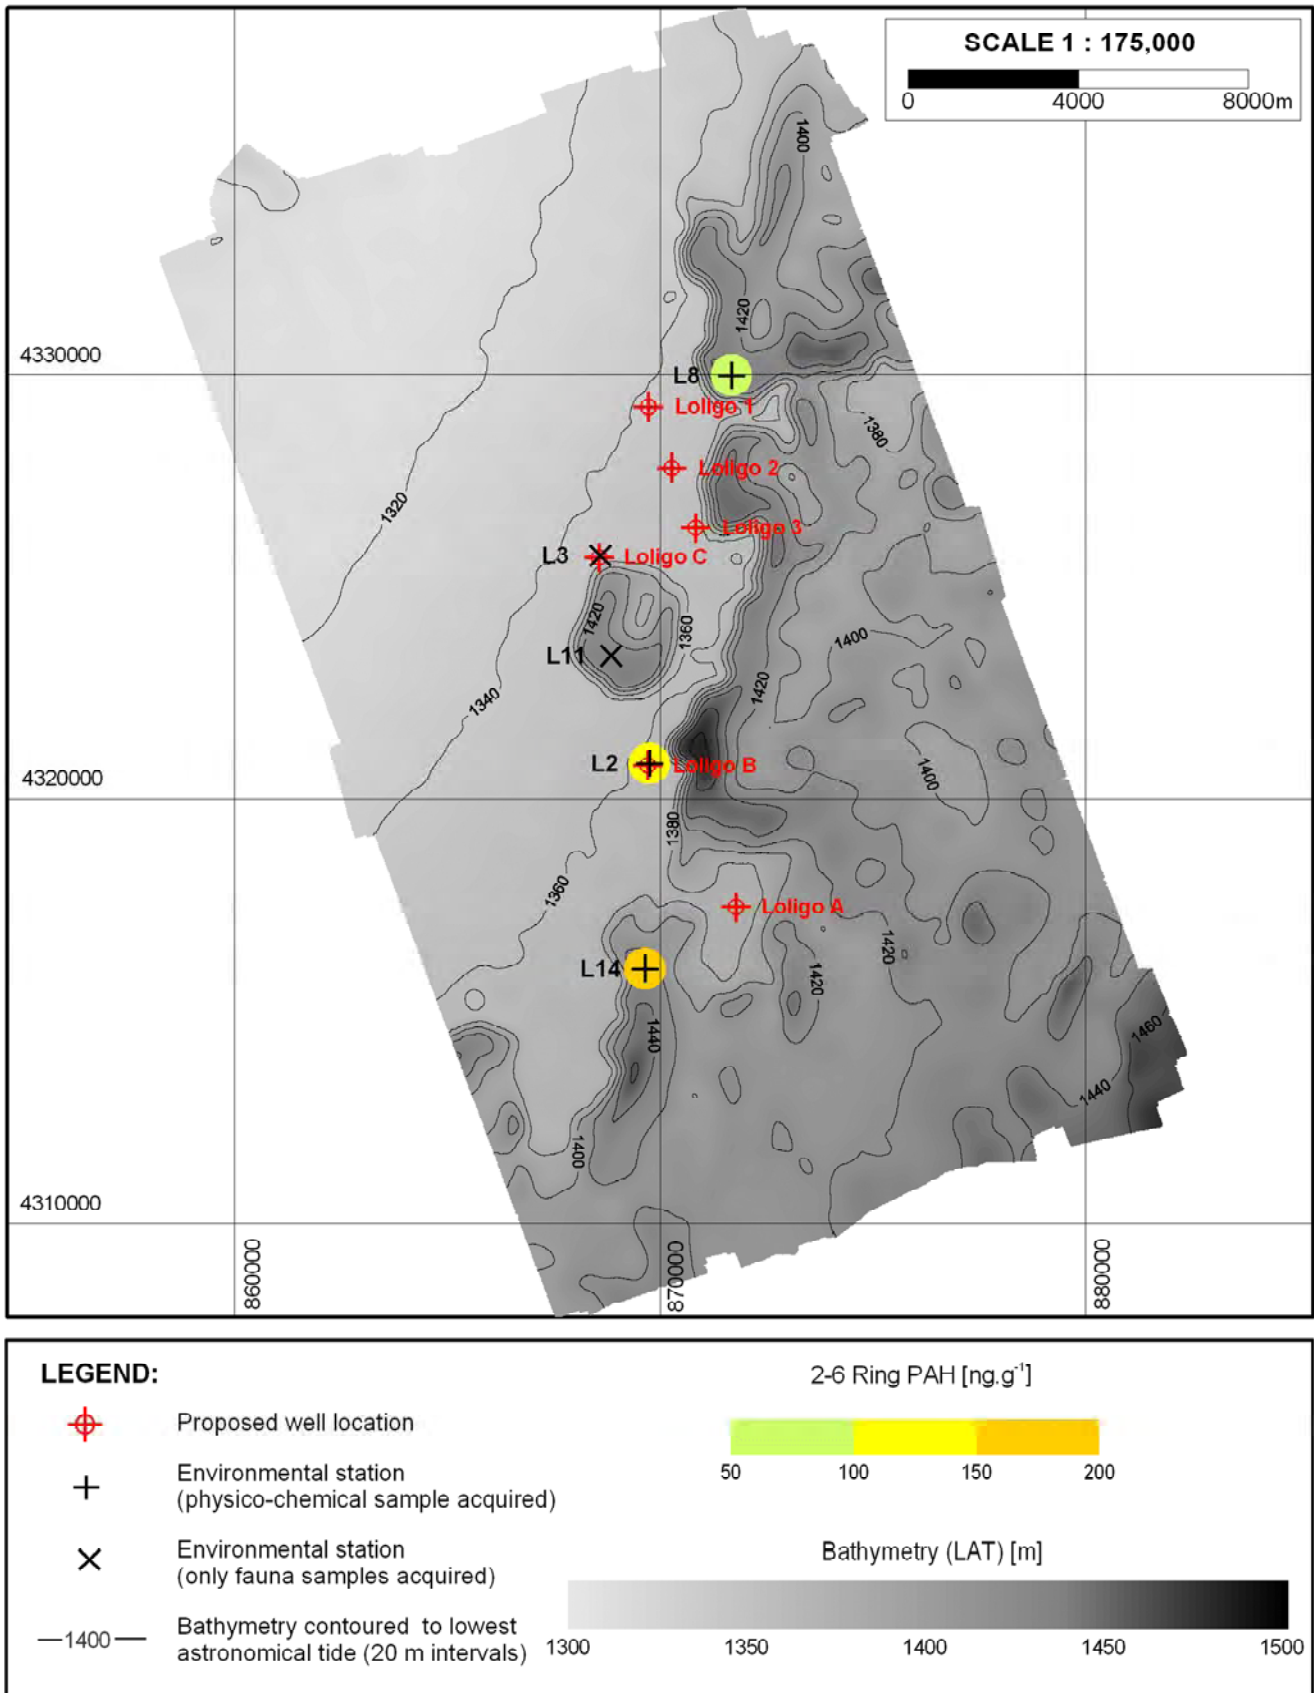 SCALE 1 : 175,000
0 4000 8000m
1400
1420
4330000
L8
Loligo 1
1380
Loligo 2
1320
Loligo 3
L3 Loligo C
1420
1360
1400
L11
1420
1340
L2 Loligo B
1400
4320000
1380
1360
Loligo A
1420
L14
1420
1440
1460
1440
1400
4310000
860000
870000
880000
LEGEND:
Proposed well location
Environmental station
(physico-chemical sample acquired)
Environmental station
(only fauna samples acquired)
1400
Bathymetry contoured to lowest
astronomical tide (20 m intervals)
2-6 Ring PAH [ng.g⁻¹]
50 100 150 200
Bathymetry (LAT) [m]
1300 1350 1400 1450 1500